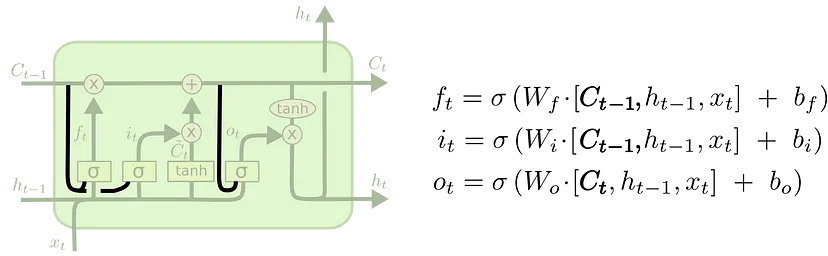 h_t
C_{t-1} x + C_t
tanh
f_t i_t x o_t x
C̃_t
σ σ tanh σ
h_{t-1} h_t
x_t
f_t = σ (W_f · [C_{t-1}, h_{t-1}, x_t] + b_f)
i_t = σ (W_i · [C_{t-1}, h_{t-1}, x_t] + b_i)
o_t = σ (W_o · [C_t, h_{t-1}, x_t] + b_o)